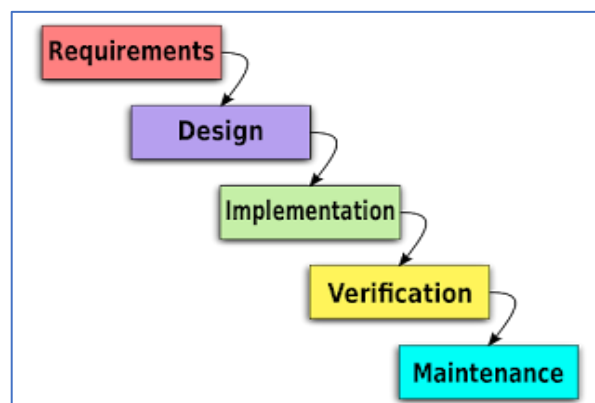 Requirements
Design
Implementation
Verification
Maintenance